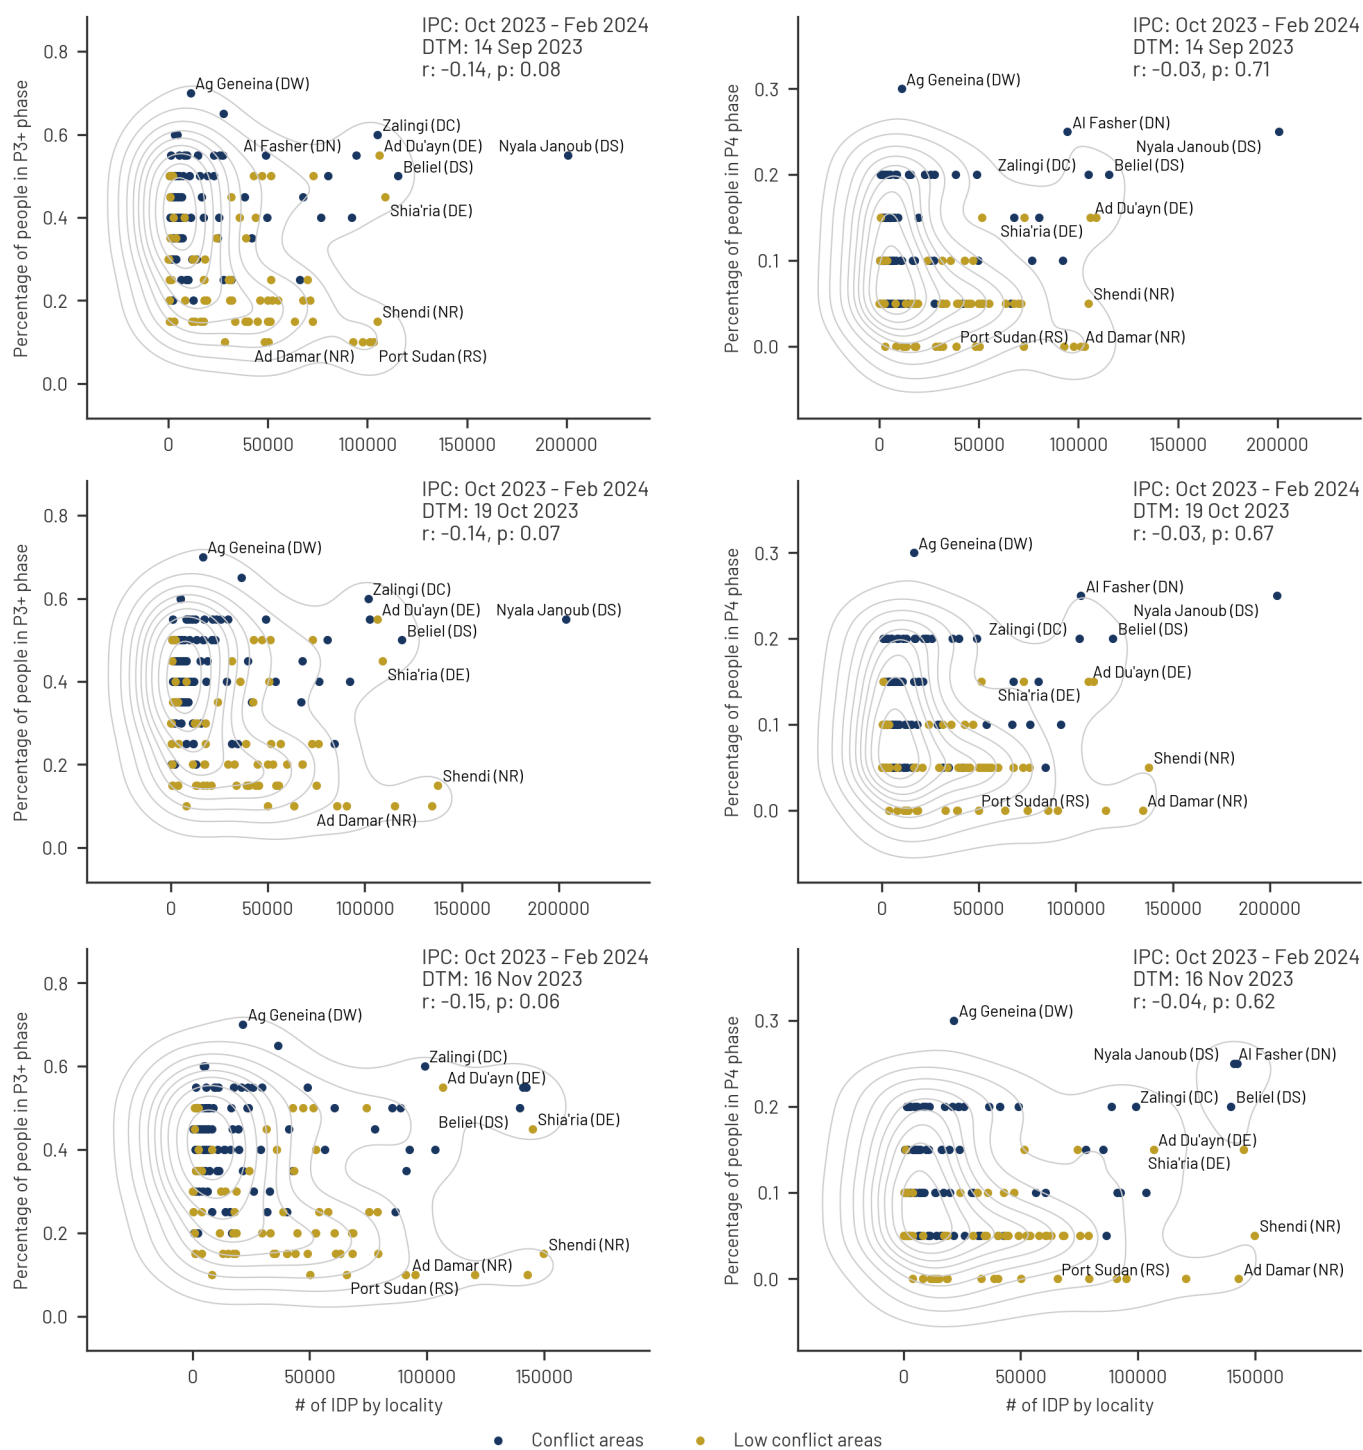 IPC: Oct 2023 - Feb 2024
DTM: 14 Sep 2023
r: -0.14, p: 0.08
Percentage of people in P3+ phase
0.8
0.6
0.4
0.2
0.0
Ag Geneina (DW)
Zalingi (DC)
Al Fasher (DN)
Ad Du'ayn (DE)
Nyala Janoub (DS)
Beliel (DS)
Shia'ria (DE)
Shendi (NR)
Ad Damar (NR)
Port Sudan (RS)
0
50000
100000
150000
200000
IPC: Oct 2023 - Feb 2024
DTM: 14 Sep 2023
r: -0.03, p: 0.71
Percentage of people in P4 phase
0.3
0.2
0.1
0.0
Ag Geneina (DW)
Al Fasher (DN)
Nyala Janoub (DS)
Zalingi (DC)
Beliel (DS)
Ad Du'ayn (DE)
Shia'ria (DE)
Shendi (NR)
Port Sudan (RS)
Ad Damar (NR)
0
50000
100000
150000
200000
IPC: Oct 2023 - Feb 2024
DTM: 19 Oct 2023
r: -0.14, p: 0.07
Percentage of people in P3+ phase
0.8
0.6
0.4
0.2
0.0
Ag Geneina (DW)
Zalingi (DC)
Ad Du'ayn (DE)
Nyala Janoub (DS)
Beliel (DS)
Shia'ria (DE)
Shendi (NR)
Ad Damar (NR)
0
50000
100000
150000
200000
IPC: Oct 2023 - Feb 2024
DTM: 19 Oct 2023
r: -0.03, p: 0.67
Percentage of people in P4 phase
0.3
0.2
0.1
0.0
Ag Geneina (DW)
Al Fasher (DN)
Nyala Janoub (DS)
Zalingi (DC)
Beliel (DS)
Ad Du'ayn (DE)
Shia'ria (DE)
Shendi (NR)
Port Sudan (RS)
Ad Damar (NR)
0
50000
100000
150000
200000
IPC: Oct 2023 - Feb 2024
DTM: 16 Nov 2023
r: -0.15, p: 0.06
Percentage of people in P3+ phase
0.8
0.6
0.4
0.2
0.0
Ag Geneina (DW)
Zalingi (DC)
Ad Du'ayn (DE)
Beliel (DS)
Shia'ria (DE)
Shendi (NR)
Ad Damar (NR)
Port Sudan (RS)
0
50000
100000
150000
# of IDP by locality
IPC: Oct 2023 - Feb 2024
DTM: 16 Nov 2023
r: -0.04, p: 0.62
Percentage of people in P4 phase
0.3
0.2
0.1
0.0
Ag Geneina (DW)
Nyala Janoub (DS)
Al Fasher (DN)
Zalingi (DC)
Beliel (DS)
Ad Du'ayn (DE)
Shia'ria (DE)
Shendi (NR)
Port Sudan (RS)
Ad Damar (NR)
0
50000
100000
150000
# of IDP by locality
Conflict areas
Low conflict areas